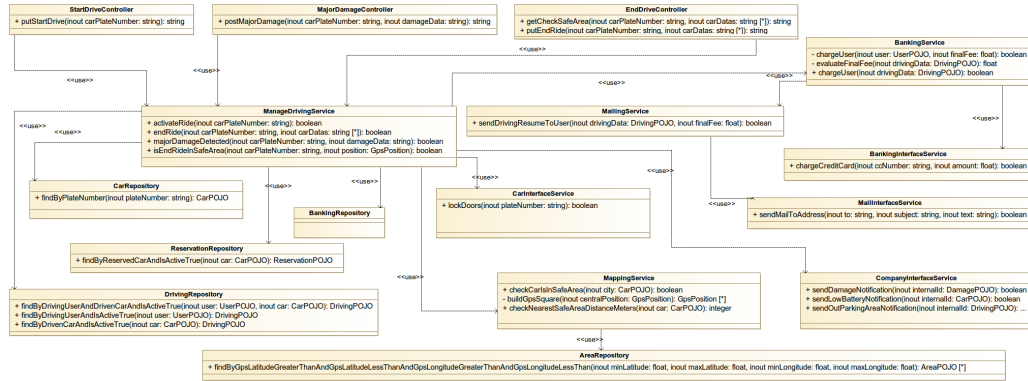 StartDriveController
+ putStartDrive(inout carPlateNumber: string): string
MajorDamageController
+ postMajorDamage(inout carPlateNumber: string, inout damageData: string): string
EndDriveController
+ getCheckSafeArea(inout carPlateNumber: string, inout carDatas: string [*]): string
+ putEndRide(inout carPlateNumber: string, inout carDatas: string [*]): string
BankingService
- chargeUser(inout user: UserPOJO, inout finalFee: float): boolean
- evaluateFinalFee(inout drivingData: DrivingPOJO): float
+ chargeUser(inout drivingData: DrivingPOJO): boolean
<<use>>
<<use>>
<<use>>
<<use>>
<<use>>
ManageDrivingService
+ activateRide(inout carPlateNumber: string): boolean
+ endRide(inout carPlateNumber: string, inout carDatas: string [*]): boolean
+ majorDamageDetected(inout carPlateNumber: string, inout damageData: string): boolean
+ isEndRideInSafeArea(inout carPlateNumber: string, inout position: GpsPosition): boolean
MailingService
+ sendDrivingResumeToUser(inout drivingData: DrivingPOJO, inout finalFee: float): boolean
<<use>>
<<use>>
<<use>>
BankingInterfaceService
+ chargeCreditCard(inout ccNumber: string, inout amount: float): boolean
CarRepository
+ findByPlateNumber(inout plateNumber: string): CarPOJO
<<use>>
<<use>>
<<use>>
BankingRepository
CarInterfaceService
+ lockDoors(inout plateNumber: string): boolean
<<use>>
MailInterfaceService
+ sendMailToAddress(inout to: string, inout subject: string, inout text: string): boolean
ReservationRepository
+ findByReservedCarAndIsActiveTrue(inout car: CarPOJO): ReservationPOJO
<<use>>
<<use>>
DrivingRepository
+ findByDrivingUserAndDrivenCarAndIsActiveTrue(inout user: UserPOJO, inout car: CarPOJO): DrivingPOJO
+ findByDrivingUserAndIsActiveTrue(inout user: UserPOJO): DrivingPOJO
+ findByDrivenCarAndIsActiveTrue(inout car: CarPOJO): DrivingPOJO
MappingService
+ checkCarIsInSafeArea(inout city: CarPOJO): boolean
- buildGpsSquare(inout centralPosition: GpsPosition): GpsPosition [*]
+ checkNearestSafeAreaDistanceMeters(inout car: CarPOJO): integer
CompanyInterfaceService
+ sendDamageNotification(inout internalId: DamagePOJO): boolean
+ sendLowBatteryNotification(inout internalId: CarPOJO): boolean
+ sendOutParkingAreaNotification(inout internalId: DrivingPOJO): ...
<<use>>
AreaRepository
+ findByGpsLatitudeGreaterThanAndGpsLatitudeLessThanAndGpsLongitudeGreaterThanAndGpsLongitudeLessThan(inout minLatitude: float, inout maxLatitude: float, inout minLongitude: float, inout maxLongitude: float): AreaPOJO [*]